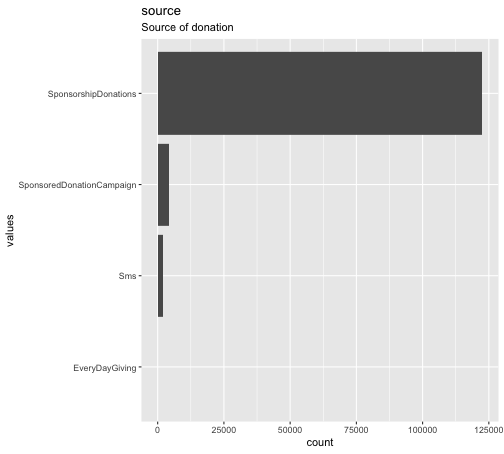 source
Source of donation
values
SponsorshipDonations
SponsoredDonationCampaign
Sms
EveryDayGiving
0 25000 50000 75000 100000 125000
count